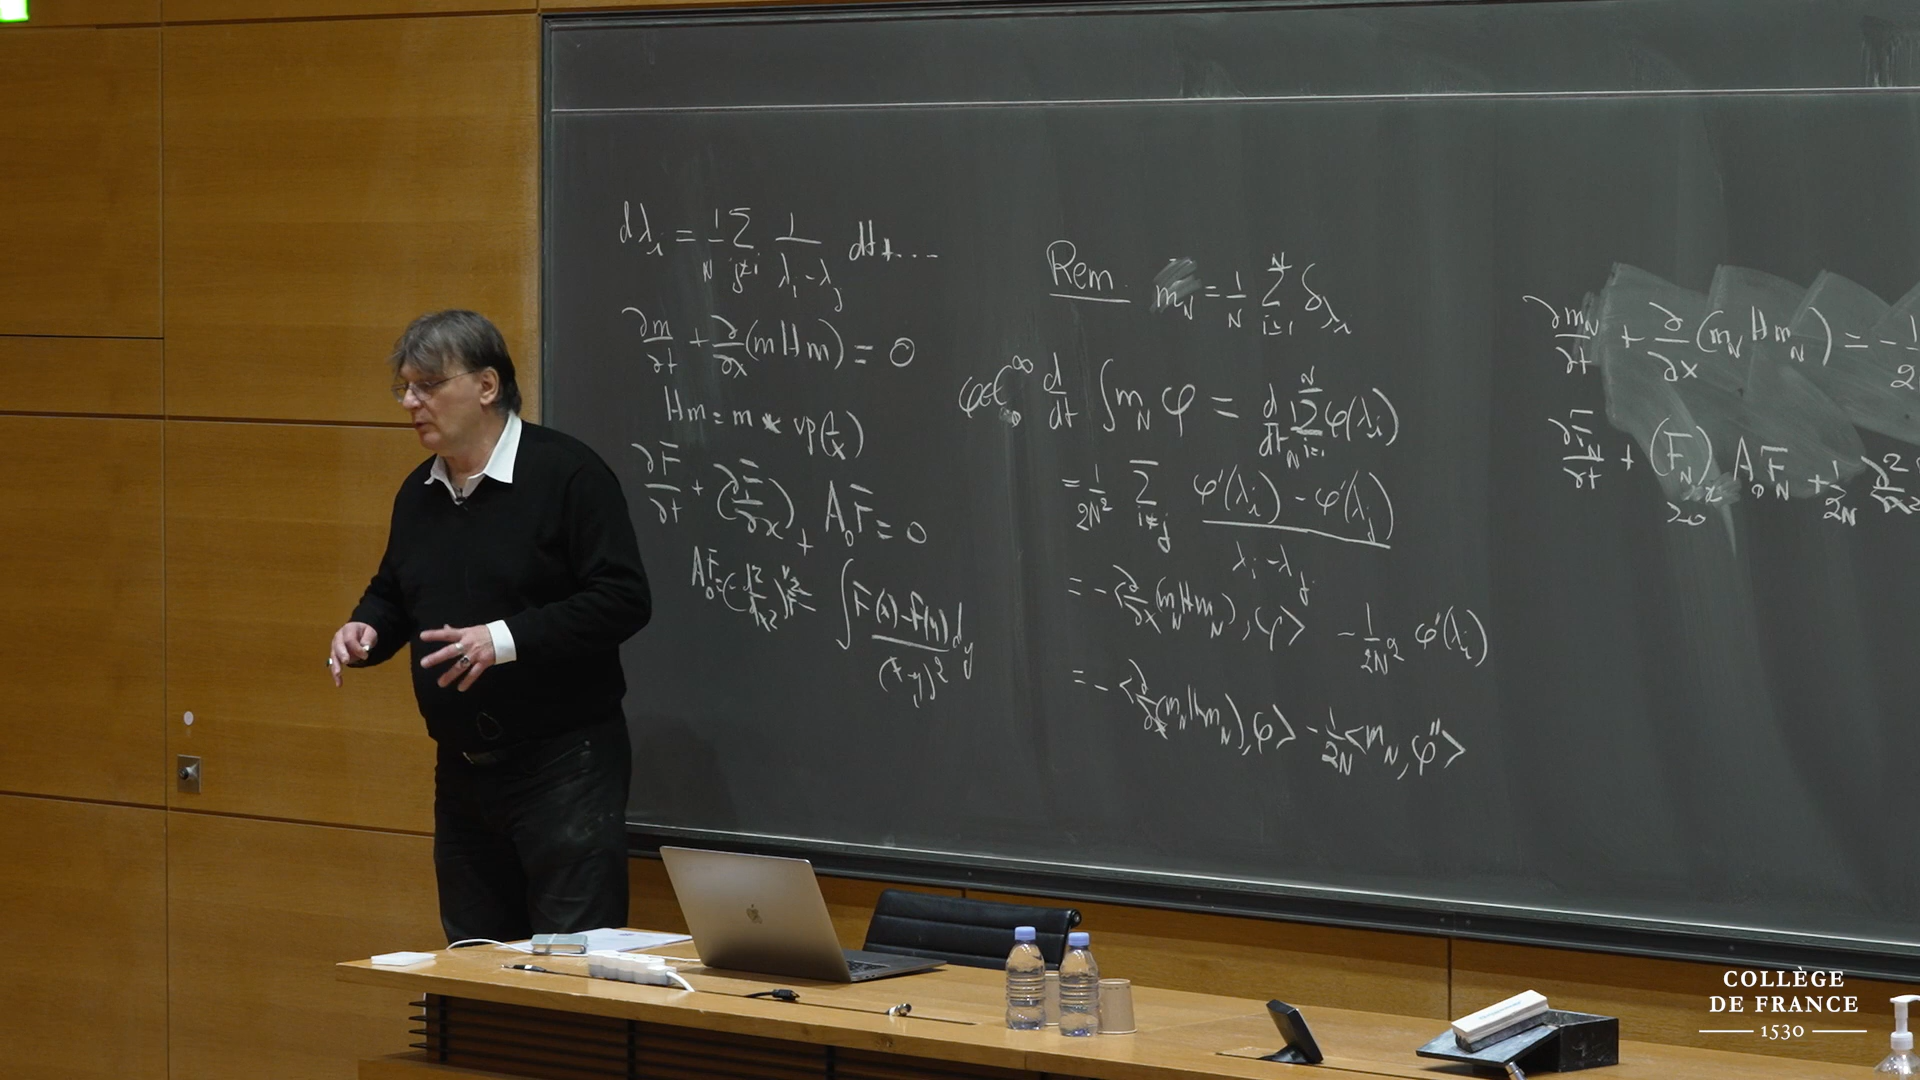 dλ_i = 1/N Σ_{j≠i} 1/(λ_i - λ_j) dt + ...
∂m/∂t + ∂/∂x (m H m) = 0
Hm = m * vp(1/x)
∂F/∂t + (∂F/∂x)_+ A_0 F = 0
A_0 F = (-d²/dx²)^{1/2} F =
∫ (F(x) - F(y))/(x-y)² dy
Rem. m_N = 1/N Σ_{i=1}^N δ_{λ_i}
d/dt ∫ m_N φ = d/dt 1/N Σ_{i=1}^N φ(λ_i)
= 1/2N² Σ_{i≠j} (φ'(λ_i) - φ'(λ_j))/(λ_i - λ_j)
= - <∂/∂x (m_N H m_N), φ> - 1/2N² φ'(λ_i)
= - <∂/∂x (m_N H m_N), φ> - 1/2N <m_N, φ''>
∂m_N/∂t + ∂/∂x (m_N H m_N) = - 1/2
∂F_N/∂t + (F_N)_x A_0 F_N + 1/2N ∂²
≥0
COLLÈGE
DE FRANCE
1530